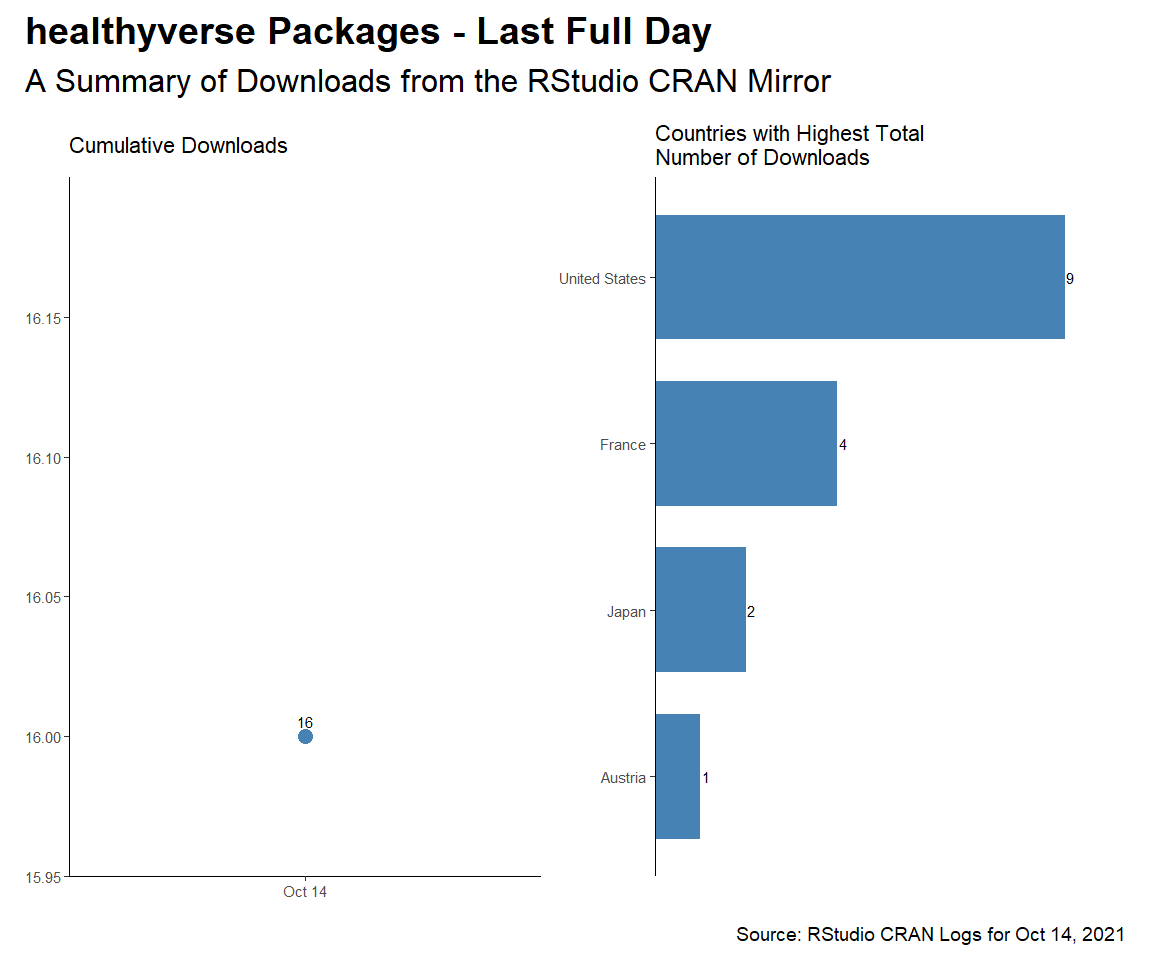 healthyverse Packages - Last Full Day
A Summary of Downloads from the RStudio CRAN Mirror
Cumulative Downloads
16.15
16.10
16.05
16.00
15.95
16
Oct 14
Countries with Highest Total
Number of Downloads
United States
9
France
4
Japan
2
Austria
1
Source: RStudio CRAN Logs for Oct 14, 2021